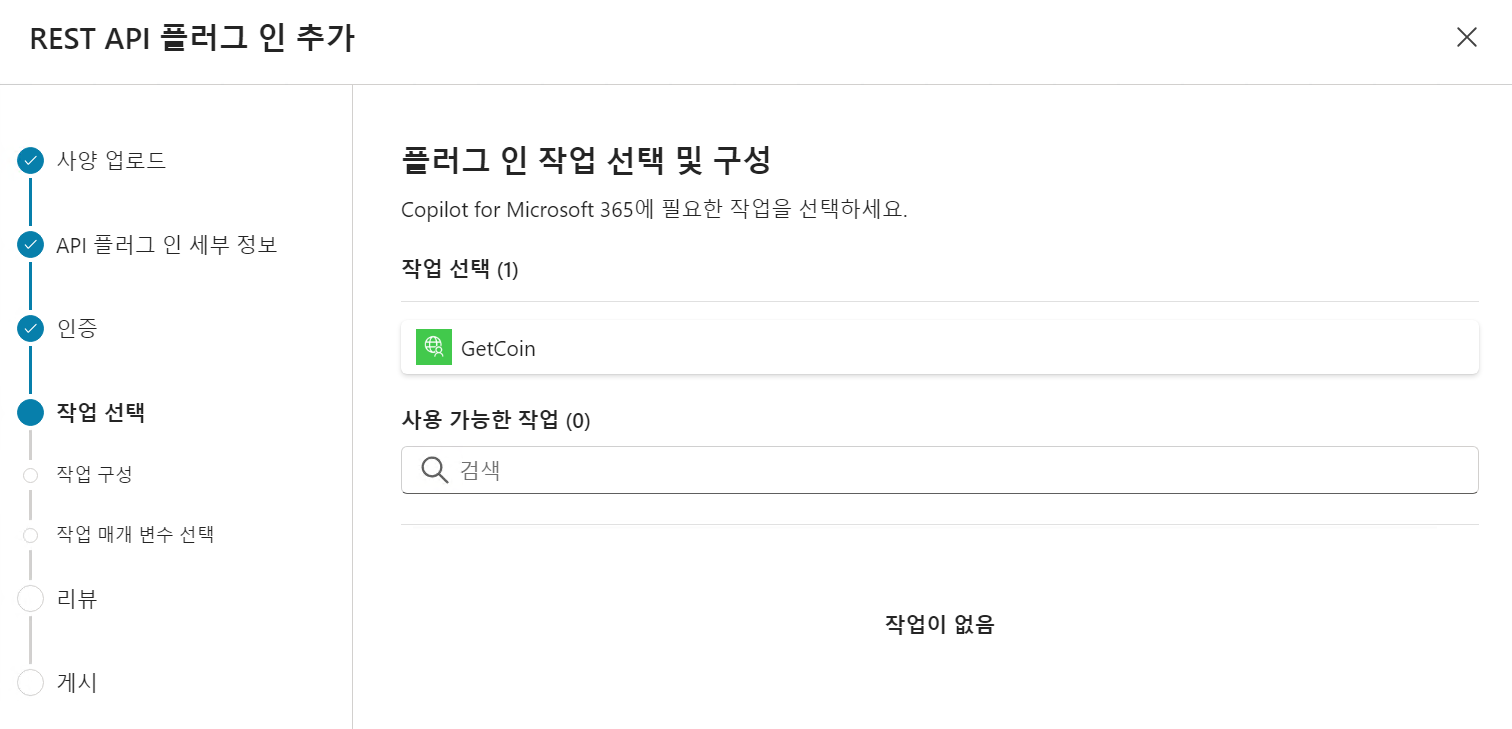 REST API 플러그 인 추가
사양 업로드
API 플러그 인 세부 정보
인증
작업 선택
작업 구성
작업 매개 변수 선택
리뷰
게시
플러그 인 작업 선택 및 구성
Copilot for Microsoft 365에 필요한 작업을 선택하세요.
작업 선택 (1)
GetCoin
사용 가능한 작업 (0)
검색
작업이 없음